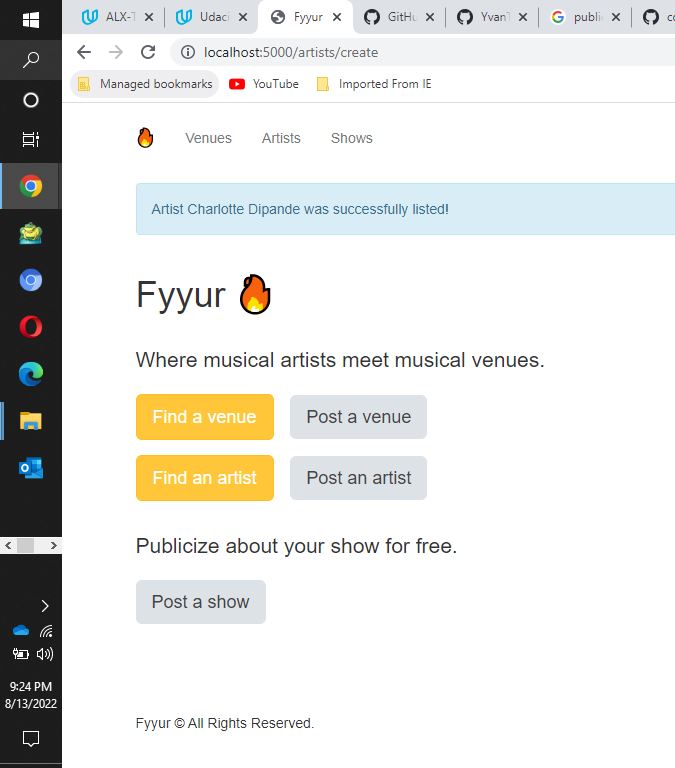 ALX-T
Udaci
Fyyur
GitHu
YvanT
public
localhost:5000/artists/create
Managed bookmarks
YouTube
Imported From IE
Venues
Artists
Shows
Artist Charlotte Dipande was successfully listed!
Fyyur
Where musical artists meet musical venues.
Find a venue
Post a venue
Find an artist
Post an artist
Publicize about your show for free.
Post a show
Fyyur © All Rights Reserved.
9:24 PM
8/13/2022